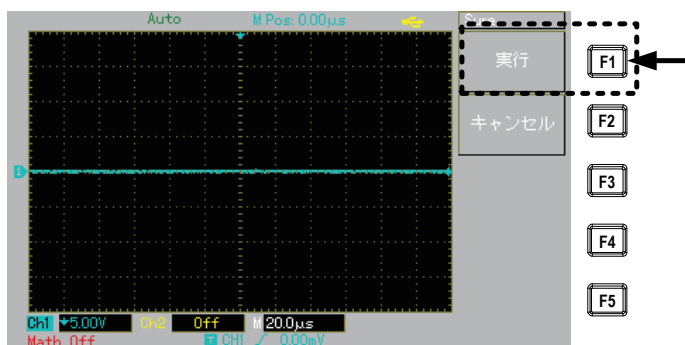 Auto M Pos: 0.00μs Sure
実行 F1
キャンセル F2
1
F3
F4
F5
Ch1 5.00V Ch2 Off M 20.0μs
Math Off T CH1 0.00mV